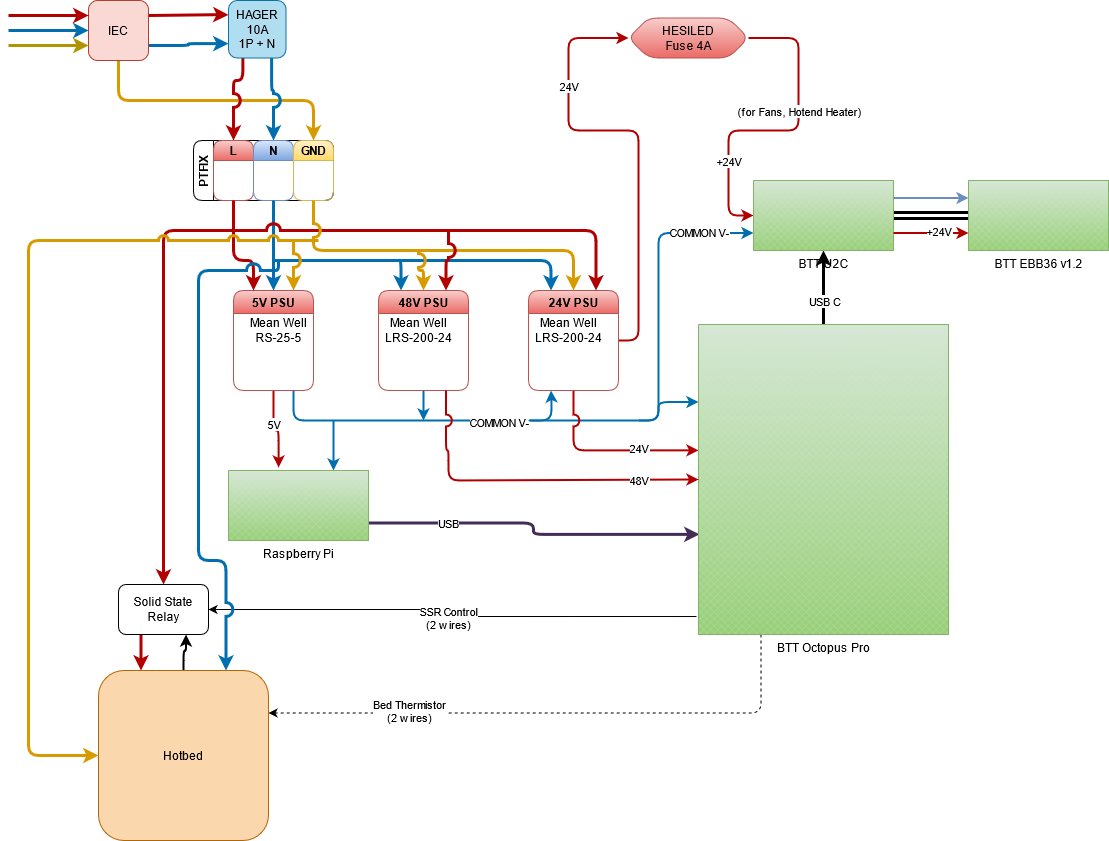 IEC
HAGER
10A
1P + N
HESILED
Fuse 4A
24V
(for Fans, Hotend Heater)
+24V
PTFIX
L
N
GND
COMMON V-
+24V
BTT U2C
BTT EBB36 v1.2
USB C
5V PSU
Mean Well
RS-25-5
48V PSU
Mean Well
LRS-200-24
24V PSU
Mean Well
LRS-200-24
5V
COMMON V-
24V
48V
USB
Raspberry Pi
Solid State
Relay
SSR Control
(2 wires)
BTT Octopus Pro
Bed Thermistor
(2 wires)
Hotbed